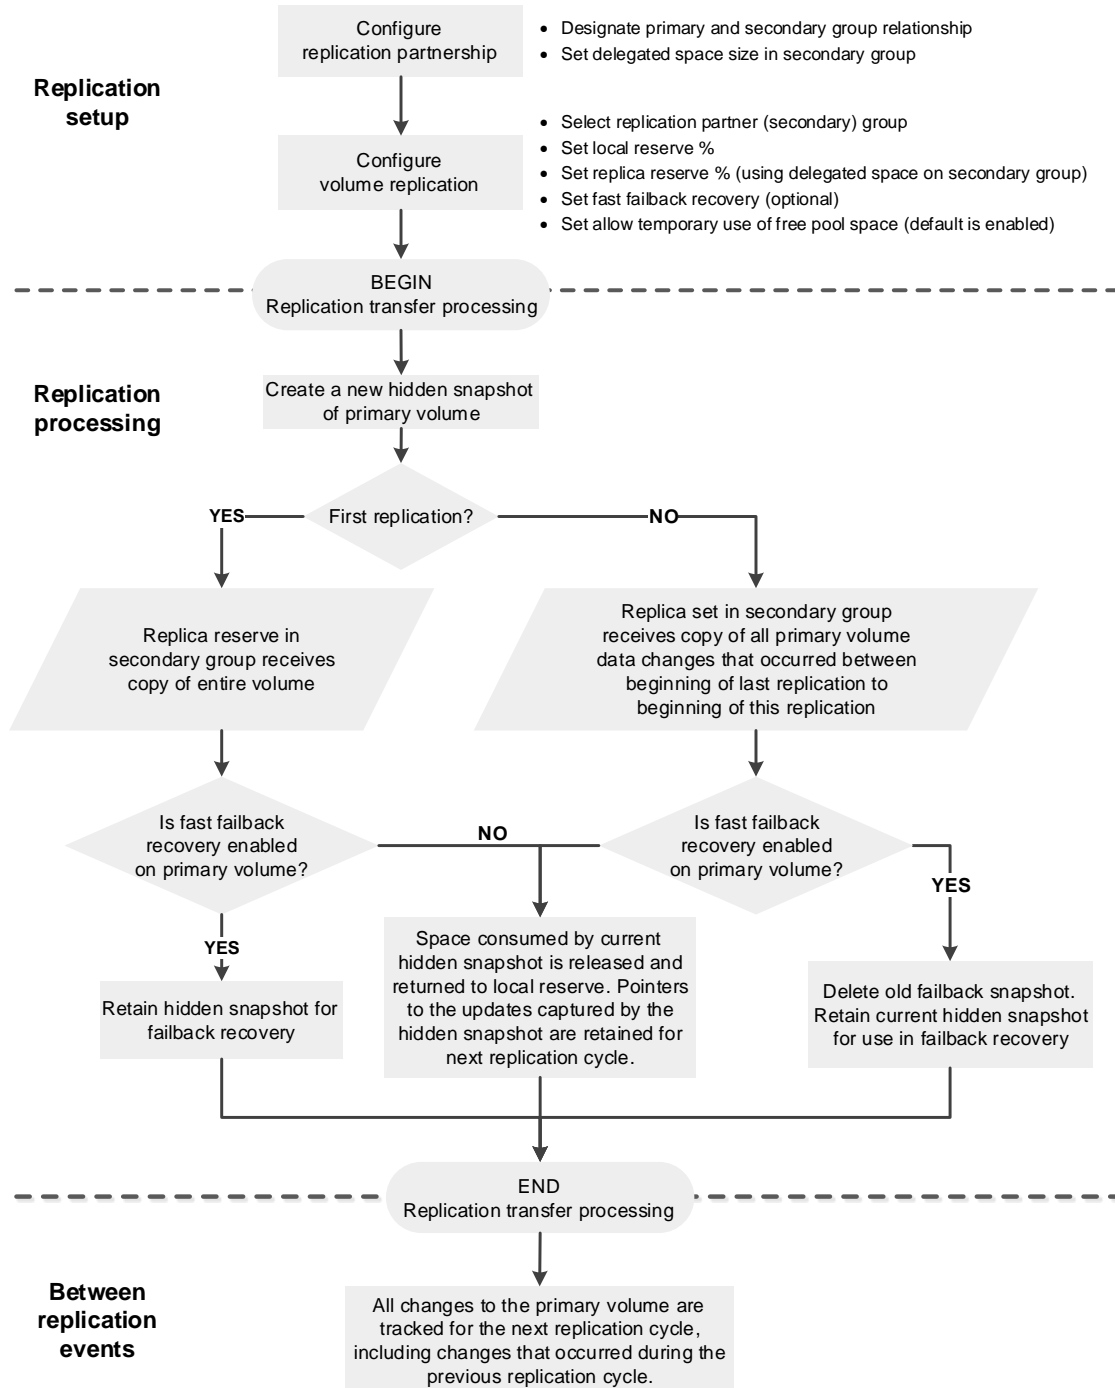 Configure
replication partnership
• Designate primary and secondary group relationship
• Set delegated space size in secondary group
Replication
setup
Configure
volume replication
• Select replication partner (secondary) group
• Set local reserve %
• Set replica reserve % (using delegated space on secondary group)
• Set fast failback recovery (optional)
• Set allow temporary use of free pool space (default is enabled)
BEGIN
Replication transfer processing
Replication
processing
Create a new hidden snapshot
of primary volume
First replication?
YES
NO
Replica reserve in
secondary group receives
copy of entire volume
Replica set in secondary group
receives copy of all primary volume
data changes that occurred between
beginning of last replication to
beginning of this replication
Is fast failback
recovery enabled
on primary volume?
NO
Is fast failback
recovery enabled
on primary volume?
YES
YES
Retain hidden snapshot for
failback recovery
Space consumed by current
hidden snapshot is released and
returned to local reserve. Pointers
to the updates captured by the
hidden snapshot are retained for
next replication cycle.
Delete old failback snapshot.
Retain current hidden snapshot
for use in failback recovery
END
Replication transfer processing
Between
replication
events
All changes to the primary volume are
tracked for the next replication cycle,
including changes that occurred during the
previous replication cycle.